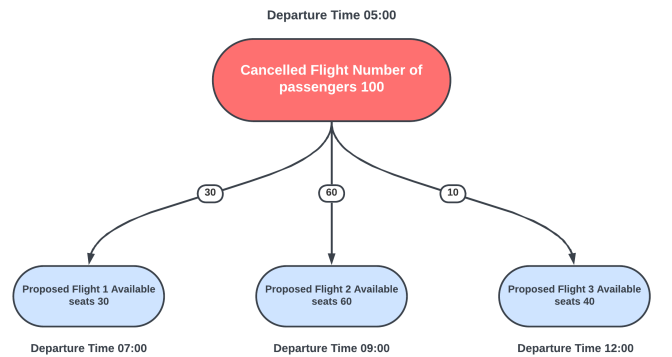 Departure Time 05:00
Cancelled Flight Number of
passengers 100
30
60
10
Proposed Flight 1 Available
seats 30
Proposed Flight 2 Available
seats 60
Proposed Flight 3 Available
seats 40
Departure Time 07:00
Departure Time 09:00
Departure Time 12:00